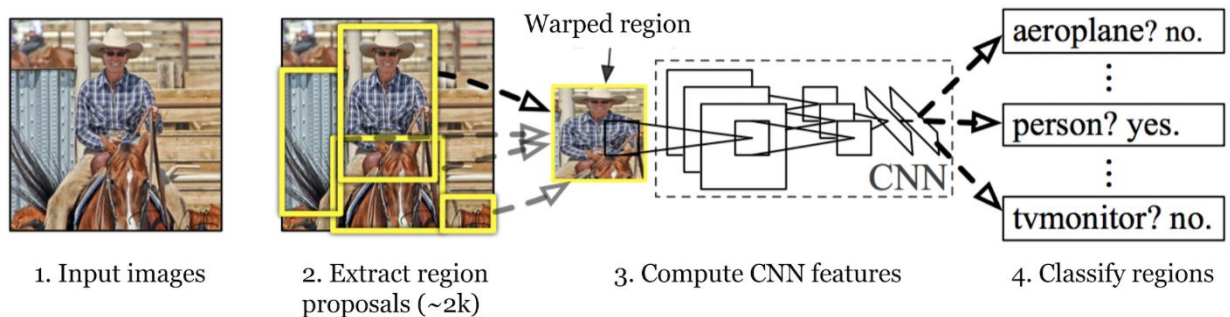 Warped region
aeroplane? no.
⋮
person? yes.
⋮
tvmonitor? no.
CNN
1. Input images
2. Extract region
proposals (~2k)
3. Compute CNN features
4. Classify regions